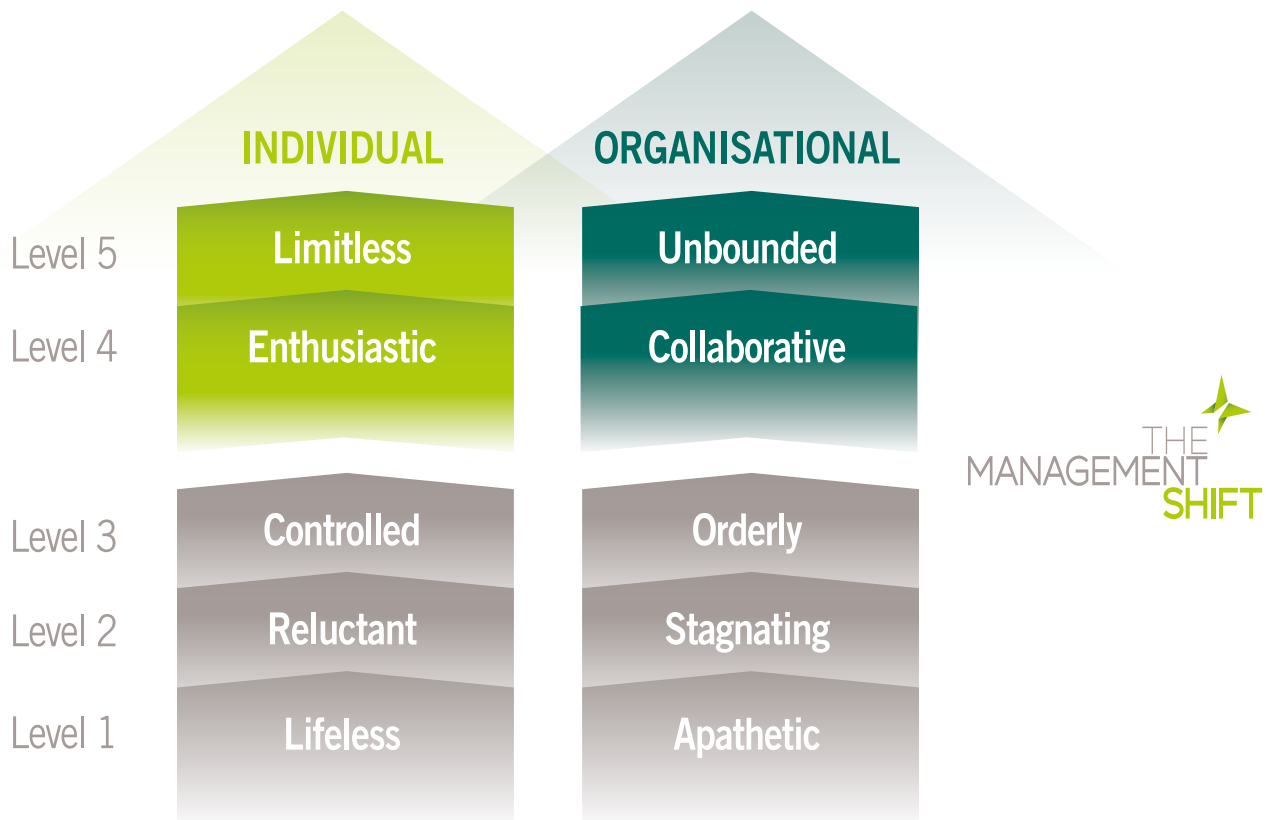 INDIVIDUAL ORGANISATIONAL
Level 5 Limitless Unbounded
Level 4 Enthusiastic Collaborative
THE
MANAGEMENT
SHIFT
Level 3 Controlled Orderly
Level 2 Reluctant Stagnating
Level 1 Lifeless Apathetic